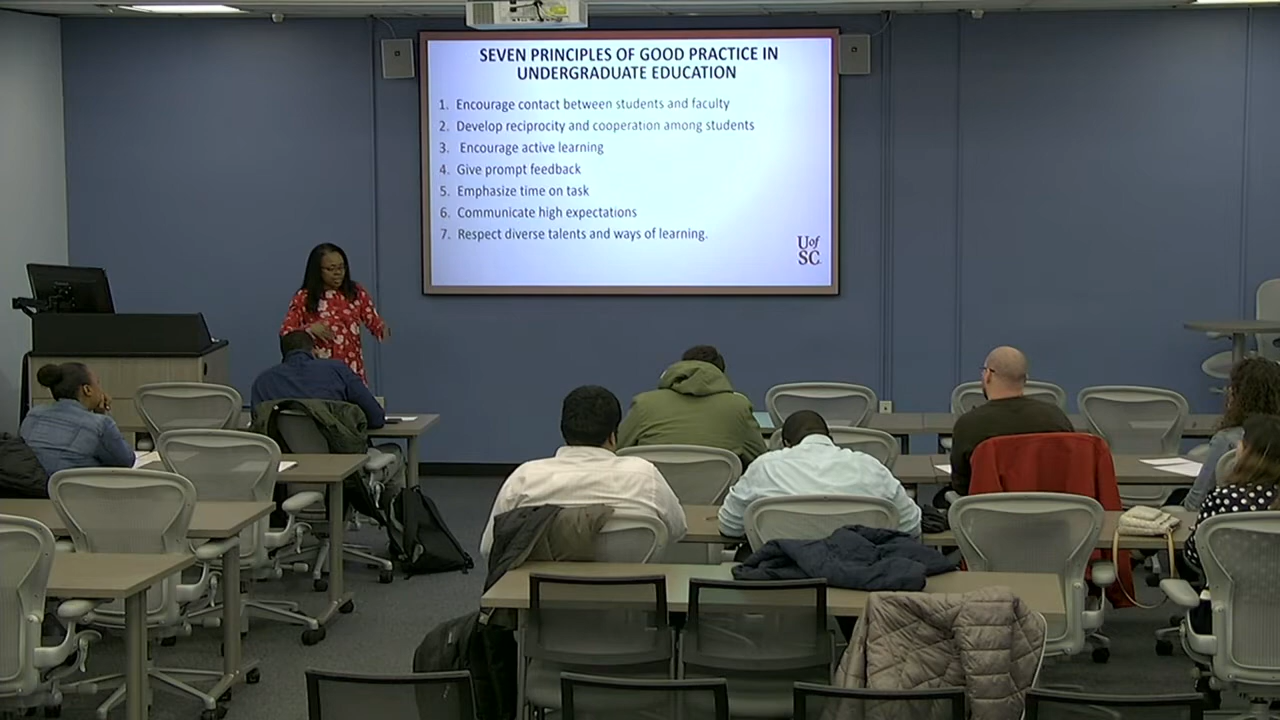 SEVEN PRINCIPLES OF GOOD PRACTICE IN
UNDERGRADUATE EDUCATION
1. Encourage contact between students and faculty
2. Develop reciprocity and cooperation among students
3. Encourage active learning
4. Give prompt feedback
5. Emphasize time on task
6. Communicate high expectations
7. Respect diverse talents and ways of learning.
UofSC